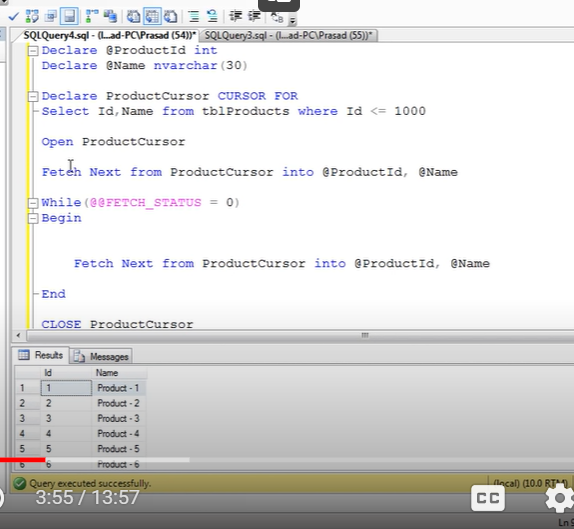 SQLQuery4.sql - (l...ad-PC\Prasad (54))* SQLQuery3.sql - (l...ad-PC\Prasad (55))*
Declare @ProductId int
Declare @Name nvarchar(30)
Declare ProductCursor CURSOR FOR
Select Id,Name from tblProducts where Id <= 1000
Open ProductCursor
Fetch Next from ProductCursor into @ProductId, @Name
While(@@FETCH_STATUS = 0)
Begin
Fetch Next from ProductCursor into @ProductId, @Name
End
CLOSE ProductCursor
Results Messages
Id Name
1 1 Product - 1
2 2 Product - 2
3 3 Product - 3
4 4 Product - 4
5 5 Product - 5
6 6 Product - 6
Query executed successfully. (local) (10.0 RTM)
3:55 / 13:57 CC
Ln